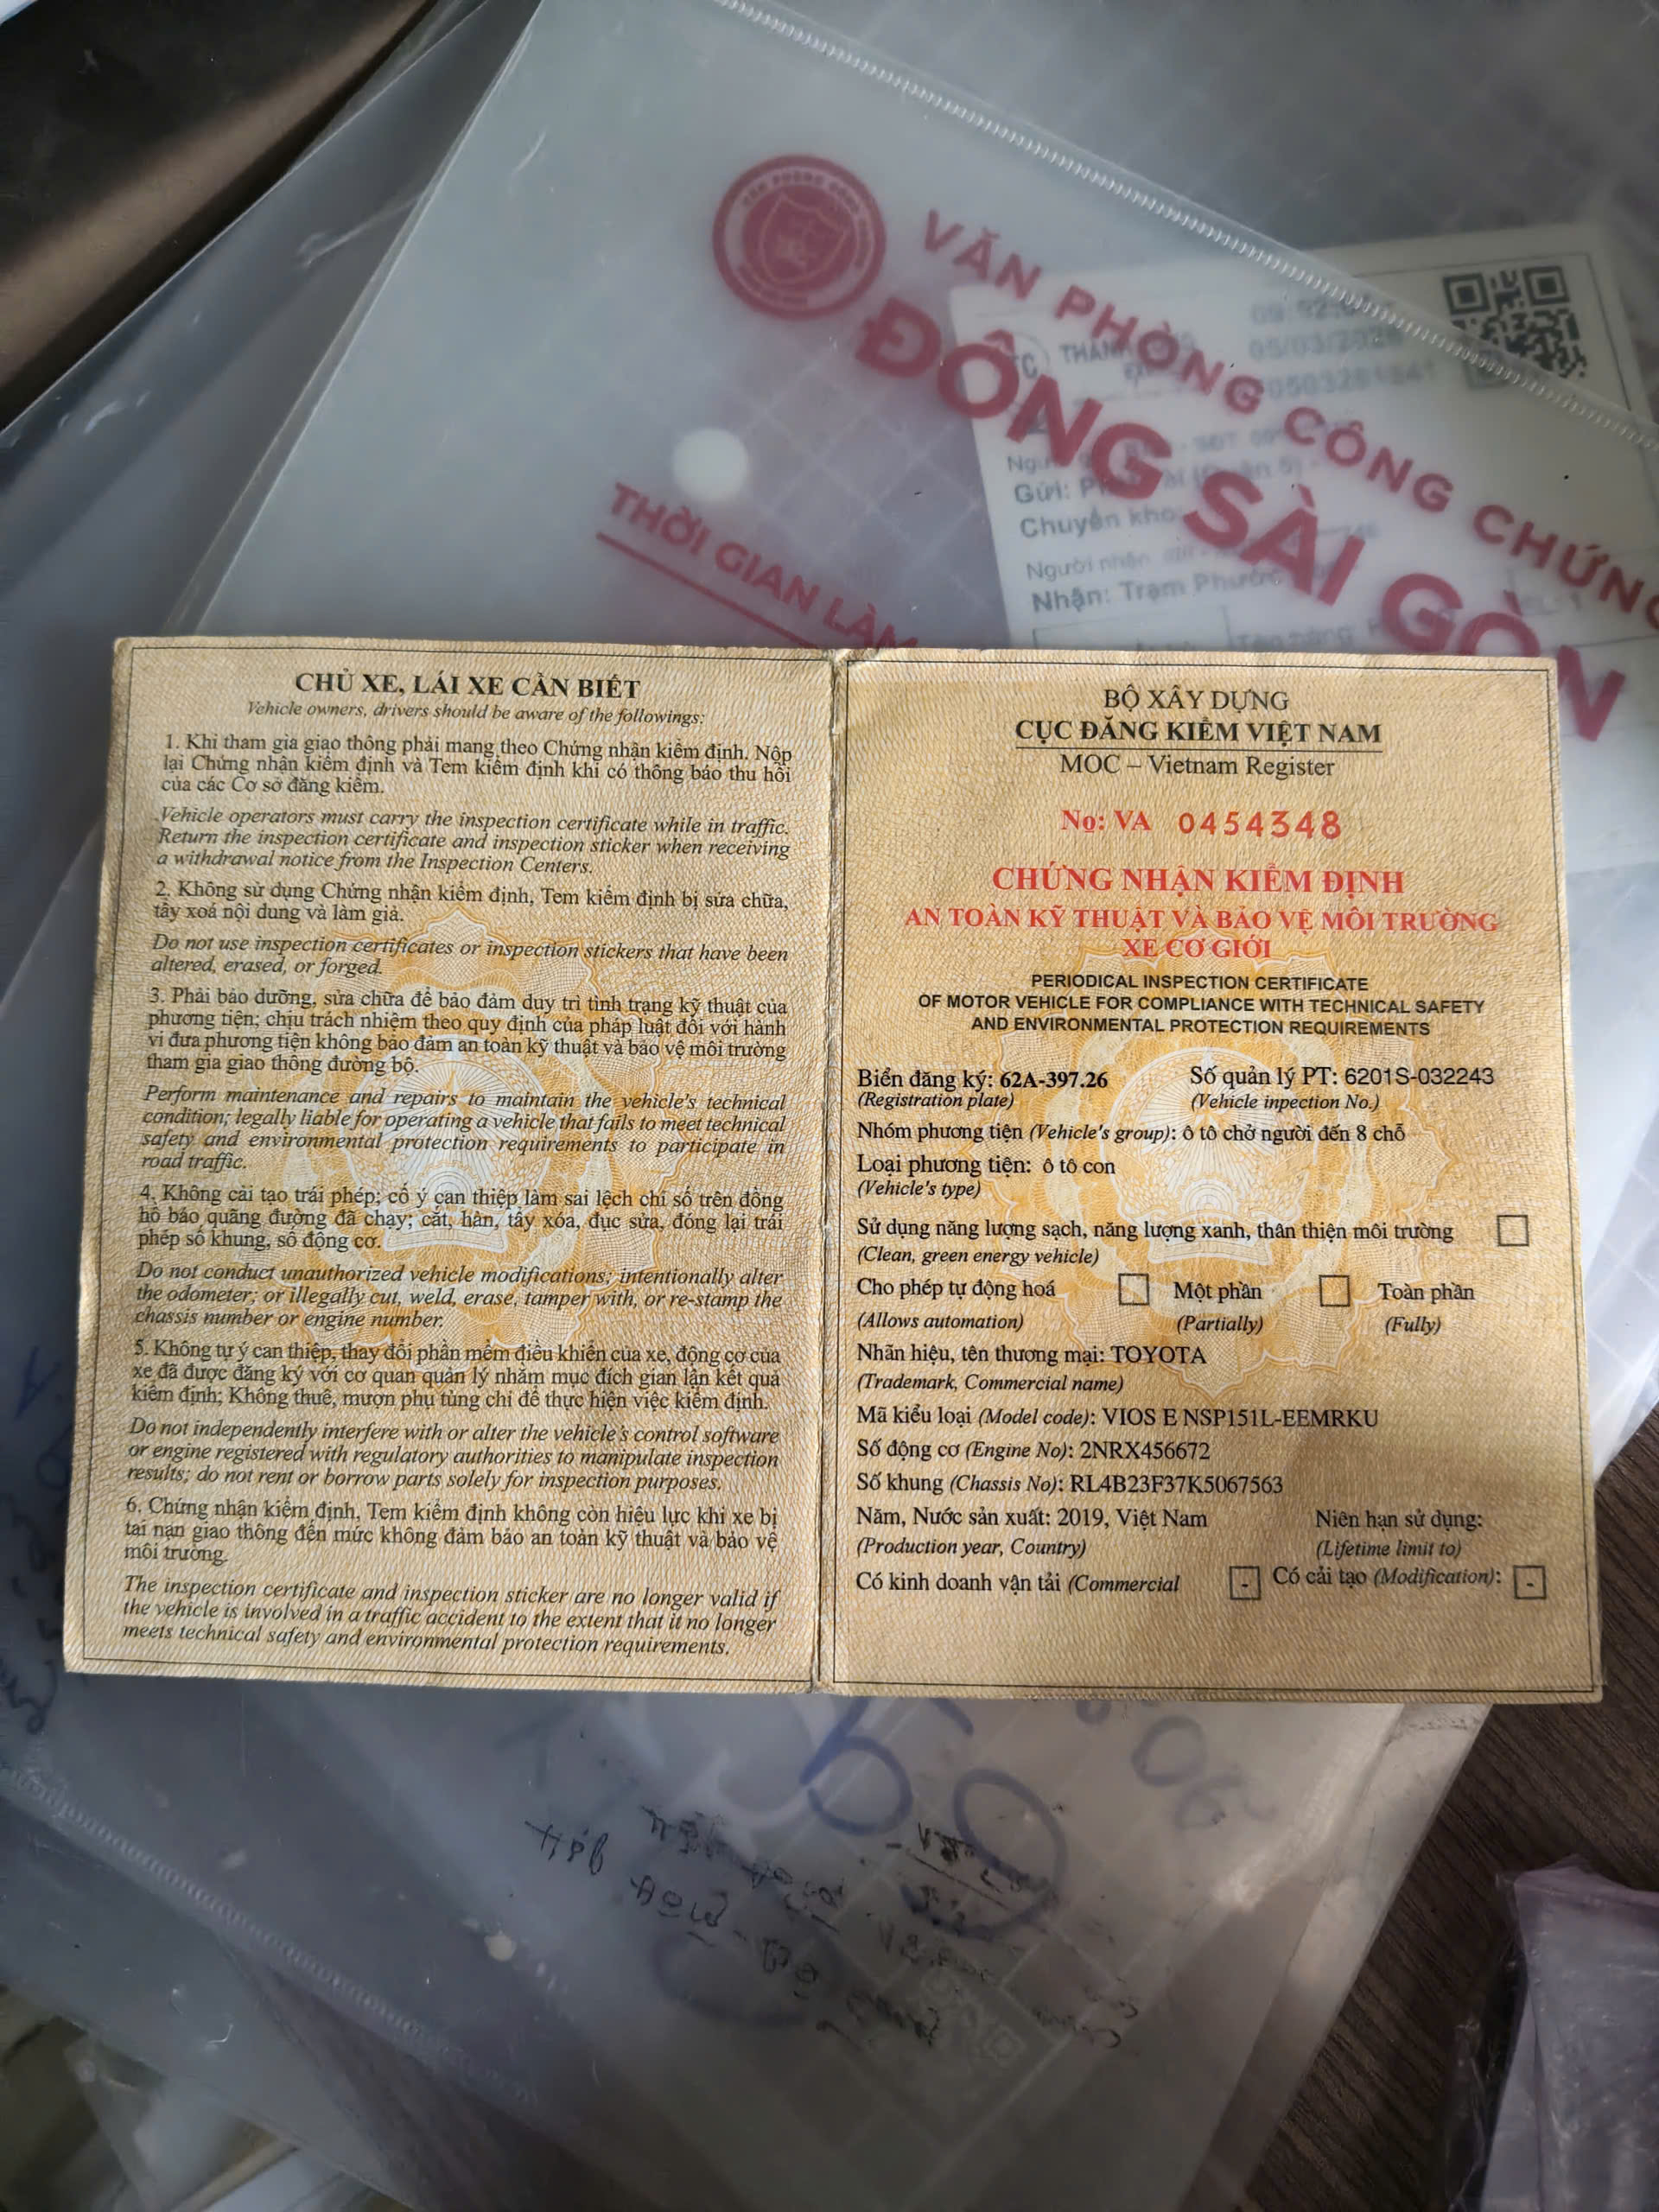 VĂN PHÒNG CÔNG CHỨNG
ĐÔNG SÀI GÒN
THỜI GIAN LÀM
05/03/2026
Gửi:
Chuyển kho:
Người nhận
Nhận: Trạm Phước
CHỦ XE, LÁI XE CẦN BIẾT
Vehicle owners, drivers should be aware of the followings:
1. Khi tham gia giao thông phải mang theo Chứng nhận kiểm định. Nộp
lại Chứng nhận kiểm định và Tem kiểm định khi có thông báo thu hồi
của các Cơ sở đăng kiểm.
Vehicle operators must carry the inspection certificate while in traffic.
Return the inspection certificate and inspection sticker when receiving
a withdrawal notice from the Inspection Centers.
2. Không sử dụng Chứng nhận kiểm định, Tem kiểm định bị sửa chữa,
tẩy xoá nội dung và làm giả.
Do not use inspection certificates or inspection stickers that have been
altered, erased, or forged.
3. Phải bảo dưỡng, sửa chữa để bảo đảm duy trì tình trạng kỹ thuật của
phương tiện; chịu trách nhiệm theo quy định của pháp luật đối với hành
vi đưa phương tiện không bảo đảm an toàn kỹ thuật và bảo vệ môi trường
tham gia giao thông đường bộ.
Perform maintenance and repairs to maintain the vehicle's technical
condition; legally liable for operating a vehicle that fails to meet technical
safety and environmental protection requirements to participate in
road traffic.
4. Không cải tạo trái phép; cố ý can thiệp làm sai lệch chỉ số trên đồng
hồ báo quãng đường đã chạy; cắt, hàn, tẩy xóa, đục sửa, đóng lại trái
phép số khung, số động cơ.
Do not conduct unauthorized vehicle modifications; intentionally alter
the odometer; or illegally cut, weld, erase, tamper with, or re-stamp the
chassis number or engine number.
5. Không tự ý can thiệp, thay đổi phần mềm điều khiển của xe, động cơ của
xe đã được đăng ký với cơ quan quản lý nhằm mục đích gian lận kết quả
kiểm định; Không thuê, mượn phụ tùng chỉ để thực hiện việc kiểm định.
Do not independently interfere with or alter the vehicle's control software
or engine registered with regulatory authorities to manipulate inspection
results; do not rent or borrow parts solely for inspection purposes.
6. Chứng nhận kiểm định, Tem kiểm định không còn hiệu lực khi xe bị
tai nạn giao thông đến mức không đảm bảo an toàn kỹ thuật và bảo vệ
môi trường.
The inspection certificate and inspection sticker are no longer valid if
the vehicle is involved in a traffic accident to the extent that it no longer
meets technical safety and environmental protection requirements.
BỘ XÂY DỰNG
CỤC ĐĂNG KIỂM VIỆT NAM
MOC – Vietnam Register
No: VA 0454348
CHỨNG NHẬN KIỂM ĐỊNH
AN TOÀN KỸ THUẬT VÀ BẢO VỆ MÔI TRƯỜNG
XE CƠ GIỚI
PERIODICAL INSPECTION CERTIFICATE
OF MOTOR VEHICLE FOR COMPLIANCE WITH TECHNICAL SAFETY
AND ENVIRONMENTAL PROTECTION REQUIREMENTS
Biển đăng ký: 62A-397.26 Số quản lý PT: 6201S-032243
(Registration plate) (Vehicle inpection No.)
Nhóm phương tiện (Vehicle's group): ô tô chở người đến 8 chỗ
Loại phương tiện: ô tô con
(Vehicle's type)
Sử dụng năng lượng sạch, năng lượng xanh, thân thiện môi trường
(Clean, green energy vehicle)
Cho phép tự động hoá Một phần Toàn phần
(Allows automation) (Partially) (Fully)
Nhãn hiệu, tên thương mại: TOYOTA
(Trademark, Commercial name)
Mã kiểu loại (Model code): VIOS E NSP151L-EEMRKU
Số động cơ (Engine No): 2NRX456672
Số khung (Chassis No): RL4B23F37K5067563
Năm, Nước sản xuất: 2019, Việt Nam Niên hạn sử dụng:
(Production year, Country) (Lifetime limit to)
Có kinh doanh vận tải (Commercial - Có cải tạo (Modification): -